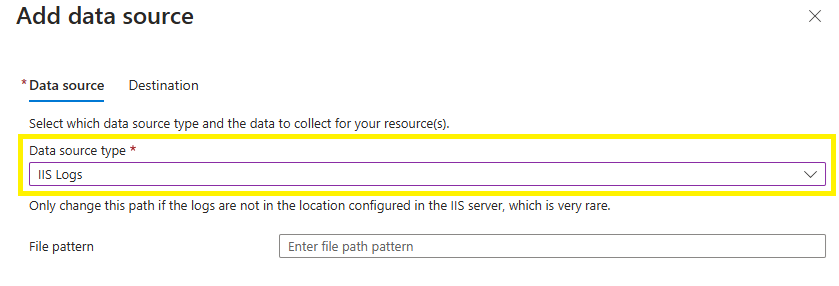 Add data source
* Data source Destination
Select which data source type and the data to collect for your resource(s).
Data source type *
IIS Logs
Only change this path if the logs are not in the location configured in the IIS server, which is very rare.
File pattern Enter file path pattern